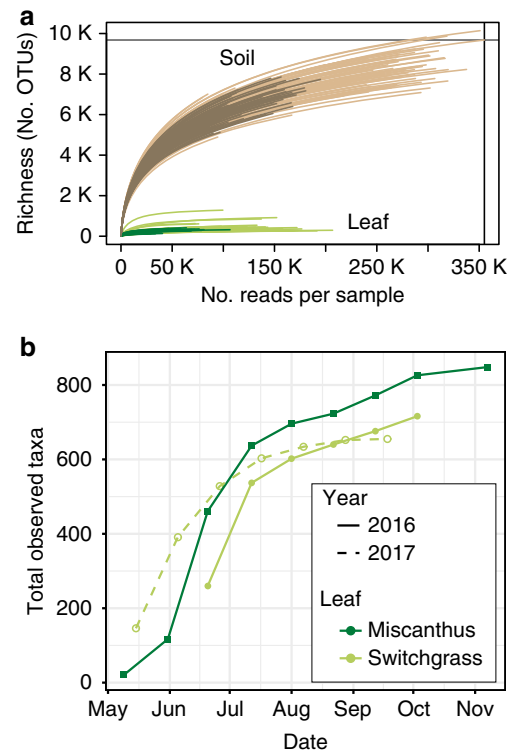 a
Richness (No. OTUs)
10 K
8 K
6 K
4 K
2 K
0
Soil
Leaf
0 50 K 150 K 250 K 350 K
No. reads per sample
b
Total observed taxa
800
600
400
200
0
Year
2016
2017
Leaf
Miscanthus
Switchgrass
May Jun Jul Aug Sep Oct Nov
Date